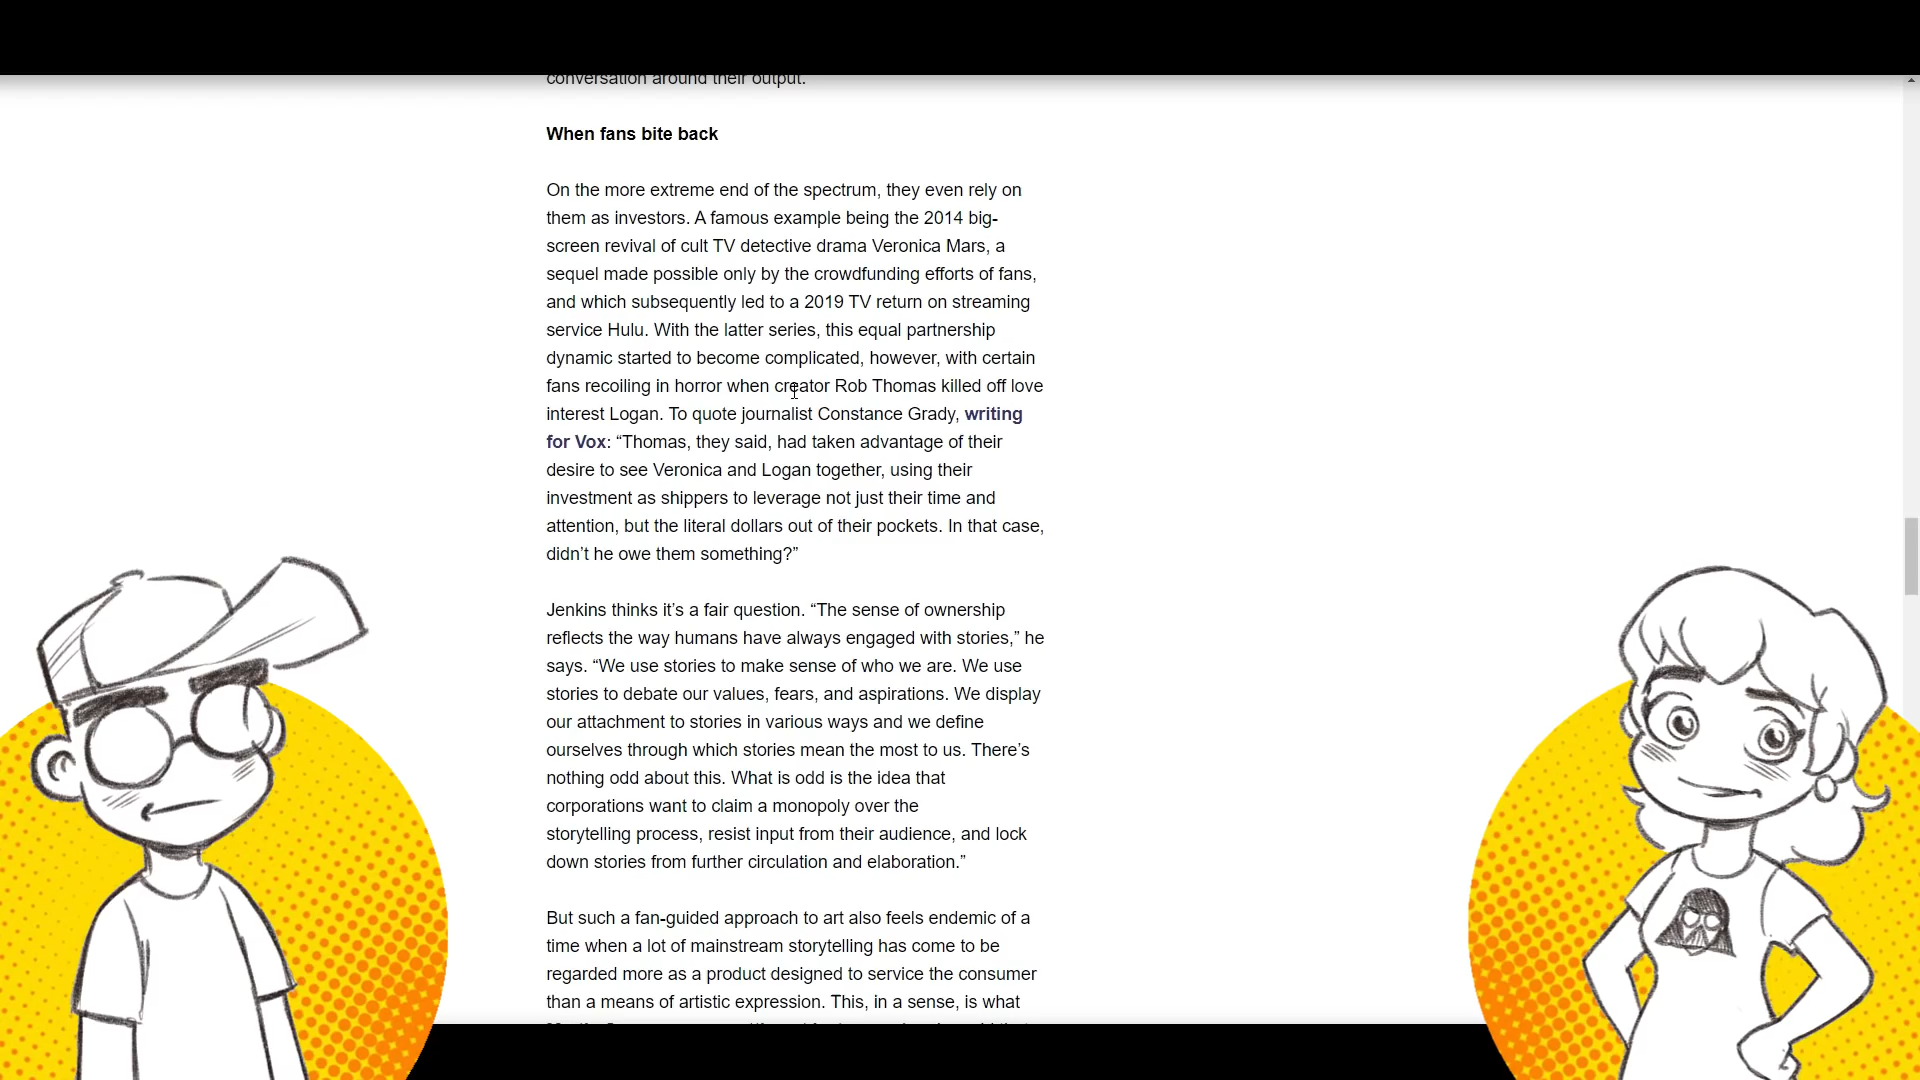 conversation around their output.
When fans bite back
On the more extreme end of the spectrum, they even rely on
them as investors. A famous example being the 2014 big-
screen revival of cult TV detective drama Veronica Mars, a
sequel made possible only by the crowdfunding efforts of fans,
and which subsequently led to a 2019 TV return on streaming
service Hulu. With the latter series, this equal partnership
dynamic started to become complicated, however, with certain
fans recoiling in horror when creator Rob Thomas killed off love
interest Logan. To quote journalist Constance Grady, writing
for Vox: “Thomas, they said, had taken advantage of their
desire to see Veronica and Logan together, using their
investment as shippers to leverage not just their time and
attention, but the literal dollars out of their pockets. In that case,
didn’t he owe them something?”
Jenkins thinks it’s a fair question. “The sense of ownership
reflects the way humans have always engaged with stories,” he
says. “We use stories to make sense of who we are. We use
stories to debate our values, fears, and aspirations. We display
our attachment to stories in various ways and we define
ourselves through which stories mean the most to us. There’s
nothing odd about this. What is odd is the idea that
corporations want to claim a monopoly over the
storytelling process, resist input from their audience, and lock
down stories from further circulation and elaboration.”
But such a fan-guided approach to art also feels endemic of a
time when a lot of mainstream storytelling has come to be
regarded more as a product designed to service the consumer
than a means of artistic expression. This, in a sense, is what